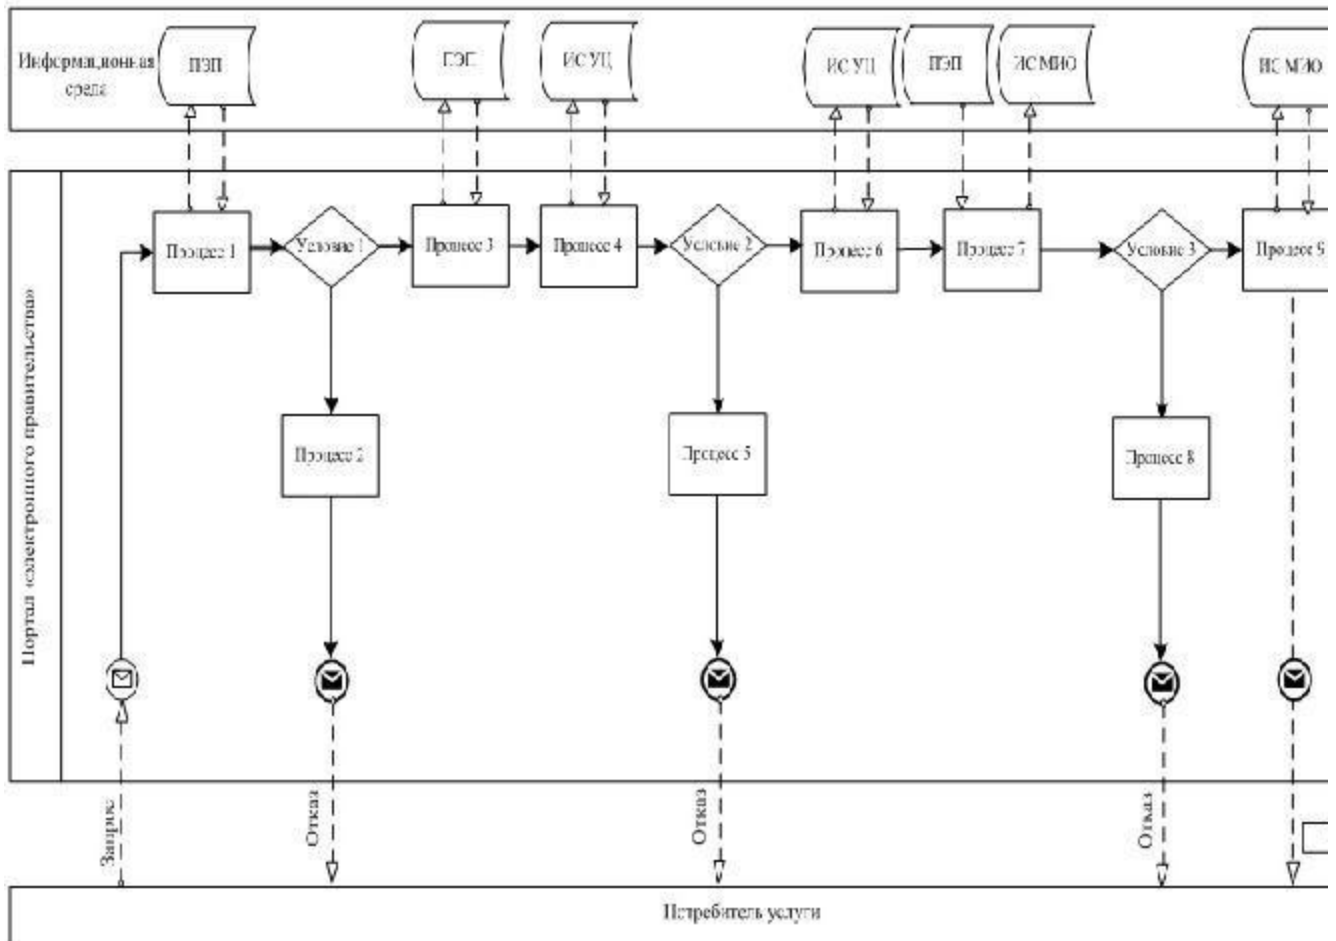 Информационная
среда
ПЭП
ПЭП
ИС УЦ
ИС УЦ
ПЭП
ИС МИО
ИС МИО
Портал «электронного правительства»
Процесс 1
Условие 1
Процесс 3
Процесс 4
Условие 2
Процесс 6
Процесс 7
Условие 3
Процесс 9
Процесс 2
Процесс 5
Процесс 8
Запрос
Отказ
Отказ
Отказ
Потребитель услуги